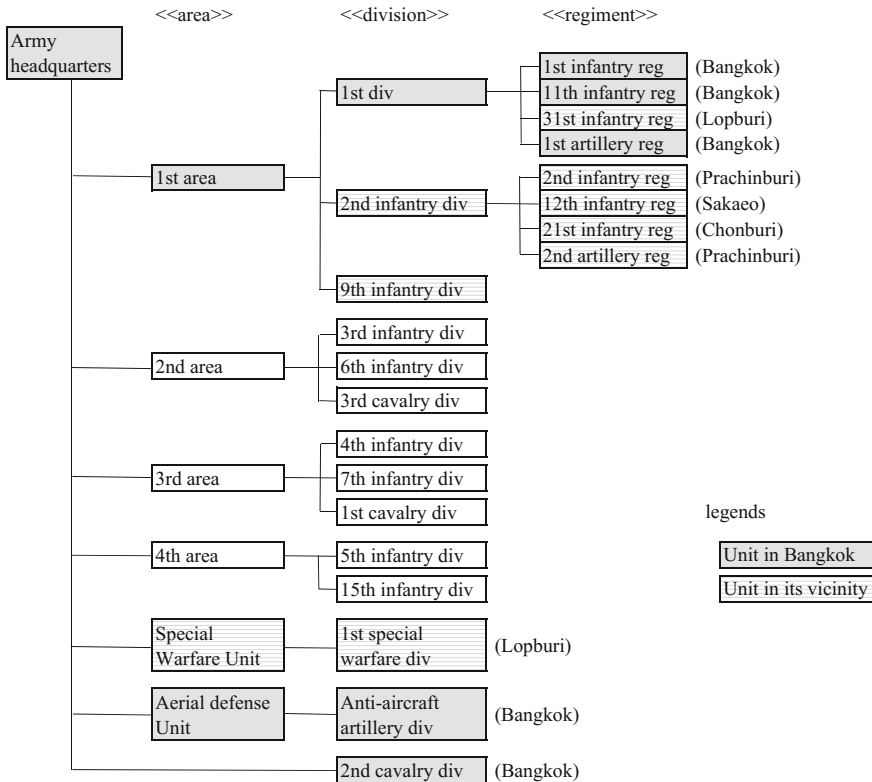 <<area>>
<<division>>
<<regiment>>
Army
headquarters
1st area
1st div
1st infantry reg (Bangkok)
11th infantry reg (Bangkok)
31st infantry reg (Lopburi)
1st artillery reg (Bangkok)
2nd infantry div
2nd infantry reg (Prachinburi)
12th infantry reg (Sakaeo)
21st infantry reg (Chonburi)
2nd artillery reg (Prachinburi)
9th infantry div
2nd area
3rd infantry div
6th infantry div
3rd cavalry div
3rd area
4th infantry div
7th infantry div
1st cavalry div
4th area
5th infantry div
15th infantry div
Special
Warfare Unit
1st special
warfare div
(Lopburi)
Aerial defense
Unit
Anti-aircraft
artillery div
(Bangkok)
2nd cavalry div (Bangkok)
legends
Unit in Bangkok
Unit in its vicinity